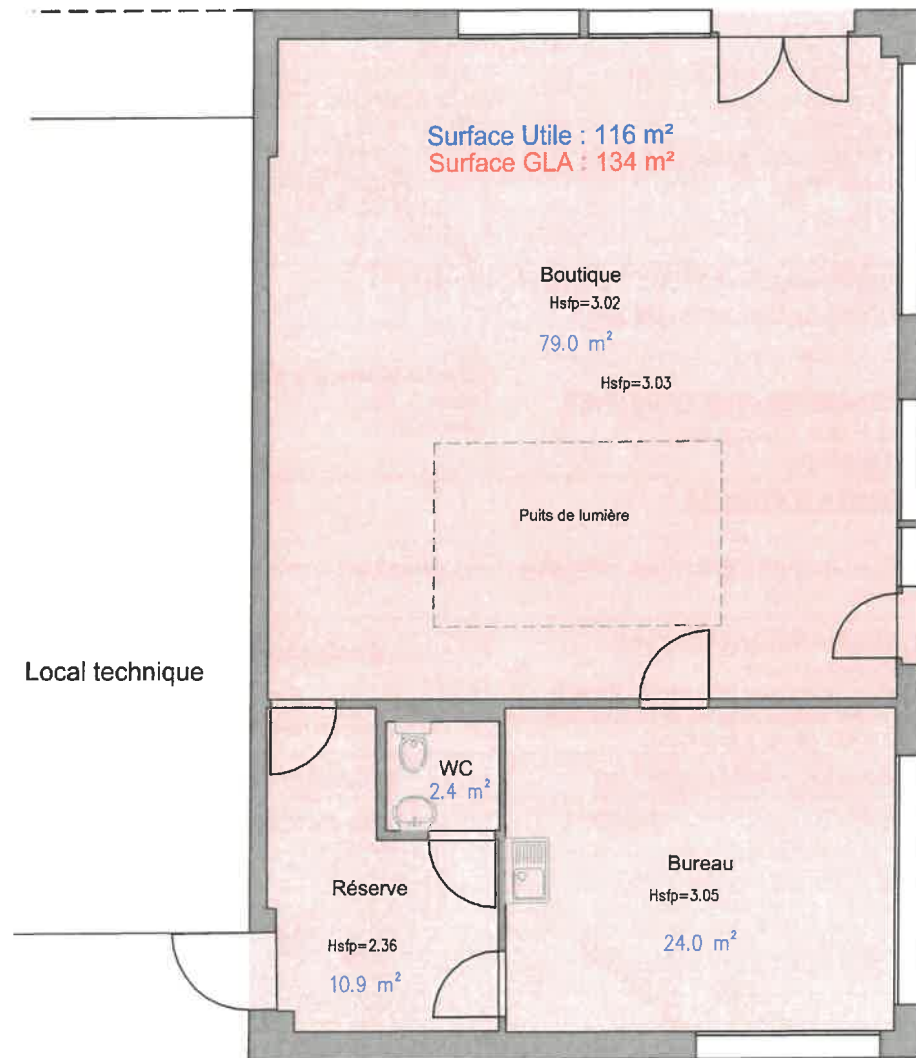 Surface Utile : 116 m²
Surface GLA : 134 m²
Boutique
Hsfp=3.02
79.0 m²
Hsfp=3.03
Puits de lumière
Local technique
WC
2.4 m²
Bureau
Hsfp=3.05
24.0 m²
Réserve
Hsfp=2.36
10.9 m²